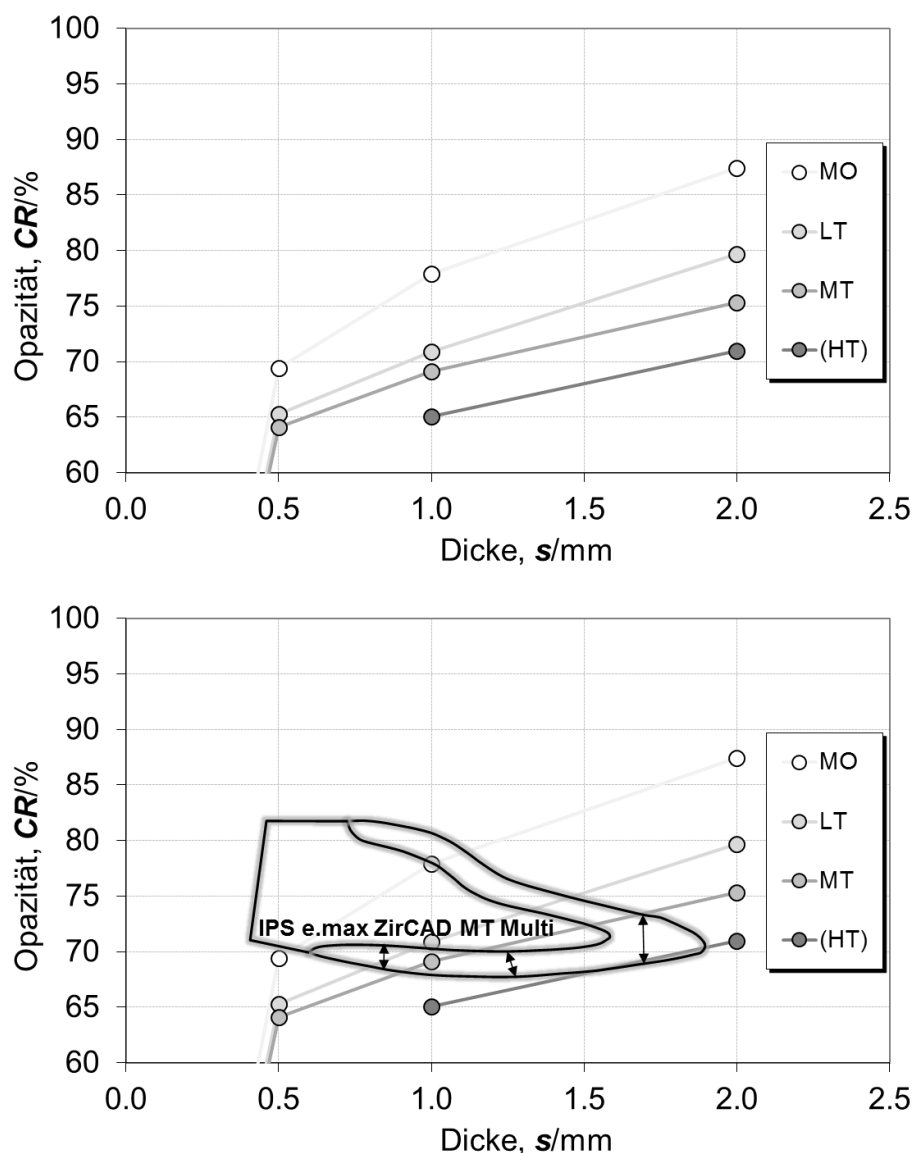 100
95
90
85
80
75
70
65
60
Opazität, CR/%
0.0 0.5 1.0 1.5 2.0 2.5
Dicke, s/mm
MO
LT
MT
(HT)
100
95
90
85
80
75
70
65
60
Opazität, CR/%
IPS e.max ZirCAD MT Multi
0.0 0.5 1.0 1.5 2.0 2.5
Dicke, s/mm
MO
LT
MT
(HT)